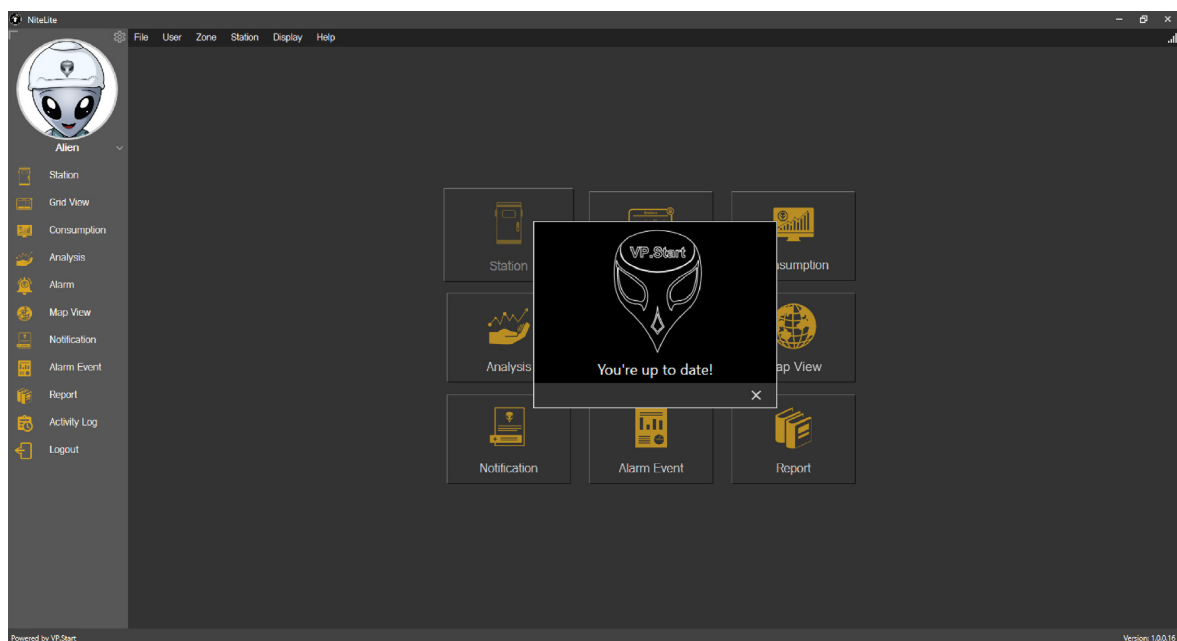 NiteLite
File User Zone Station Display Help
Alien
Station
Grid View
Consumption
Analysis
Alarm
Map View
Notification
Alarm Event
Report
Activity Log
Logout
Station
nsumption
VP.Start
You're up to date!
Analysis
ap View
Notification
Alarm Event
Report
Powered by VP.Start
Version: 1.0.0.16